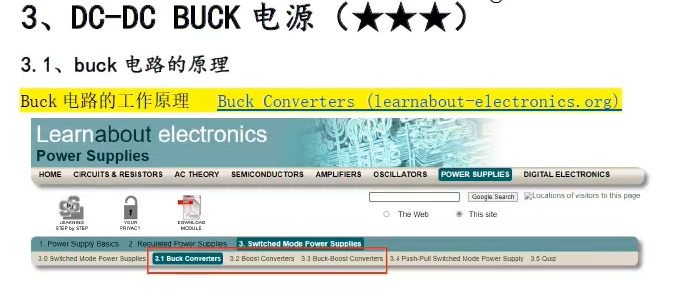 3、DC-DC BUCK 电源（★★★）
3.1、buck 电路的原理
Buck 电路的工作原理 Buck Converters (learnabout-electronics.org)
Learnabout electronics
Power Supplies
HOME CIRCUITS & RESISTORS AC THEORY SEMICONDUCTORS AMPLIFIERS OSCILLATORS POWER SUPPLIES DIGITAL ELECTRONICS
Google Search Locations of visitors to this page
LEARNING STEP by STEP YOUR PRIVACY PDF DOWNLOAD MODULE
The Web This site
1. Power Supply Basics 2 Regulated Power Supplies 3. Switched Mode Power Supplies
3.0 Switched Mode Power Supplies 3.1 Buck Converters 3.2 Boost Converters 3.3 Buck-Boost Converters 3.4 Push-Pull Switched Mode Power Supply 3.5 Quiz